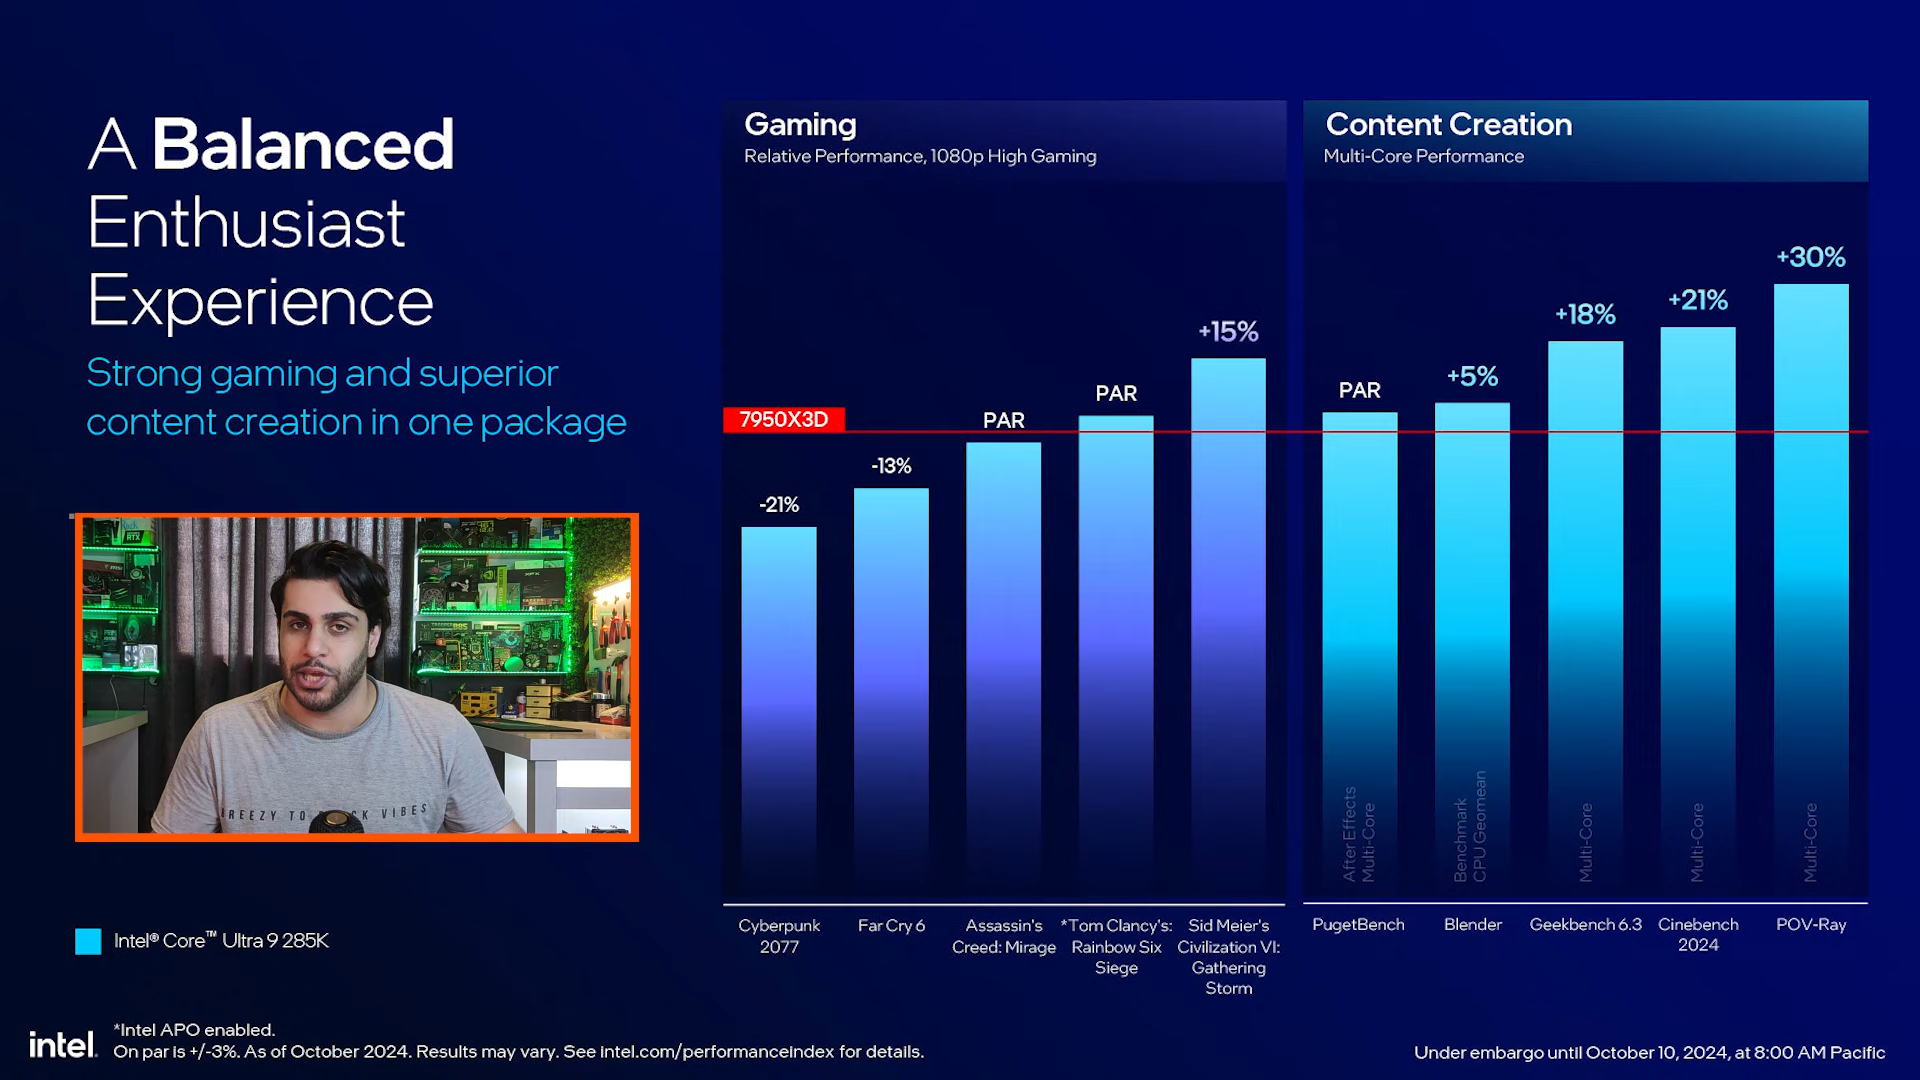 A Balanced
Enthusiast
Experience
Strong gaming and superior
content creation in one package
Intel® Core™ Ultra 9 285K
Gaming
Relative Performance, 1080p High Gaming
7950X3D
-21%
-13%
PAR
PAR
+15%
Cyberpunk
2077
Far Cry 6
Assassin's
Creed: Mirage
*Tom Clancy's:
Rainbow Six
Siege
Sid Meier's
Civilization VI:
Gathering
Storm
Content Creation
Multi-Core Performance
PAR
+5%
+18%
+21%
+30%
After Effects
Multi-Core
Benchmark
CPU Geomean
Multi-Core
Multi-Core
Multi-Core
PugetBench
Blender
Geekbench 6.3
Cinebench
2024
POV-Ray
intel.
*Intel APO enabled.
On par is +/-3%. As of October 2024. Results may vary. See intel.com/performanceindex for details.
Under embargo until October 10, 2024, at 8:00 AM Pacific